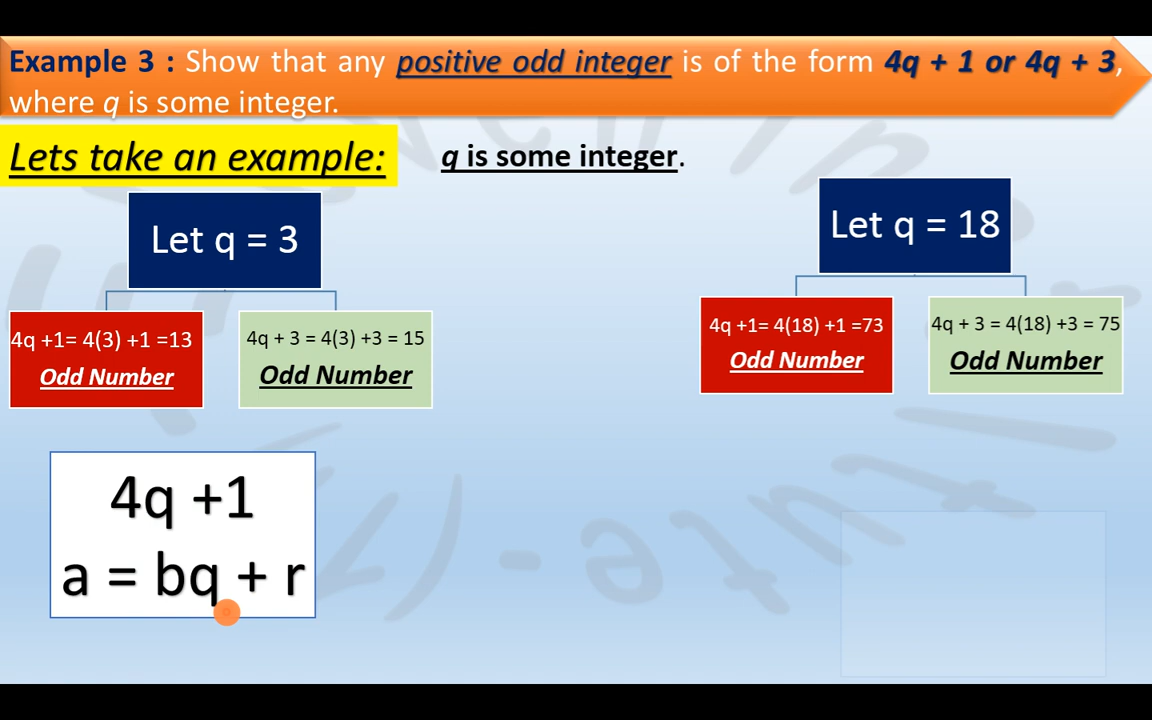 Example 3 : Show that any positive odd integer is of the form 4q + 1 or 4q + 3,
where q is some integer.
Lets take an example:
q is some integer.
Let q = 3
4q +1= 4(3) +1 =13
Odd Number
4q + 3 = 4(3) +3 = 15
Odd Number
Let q = 18
4q +1= 4(18) +1 =73
Odd Number
4q + 3 = 4(18) +3 = 75
Odd Number
4q +1
a = bq + r